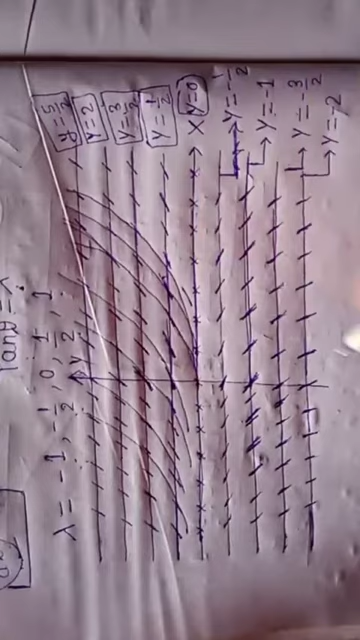 tanθ = λ
λ = -1, -1/2, 0, 1/2, 1
Y
y = 5/2
Y = 2
Y = 3/2
Y = 1/2
X
Y=0
Y = -1/2
Y = -1
Y = -3/2
Y = -2